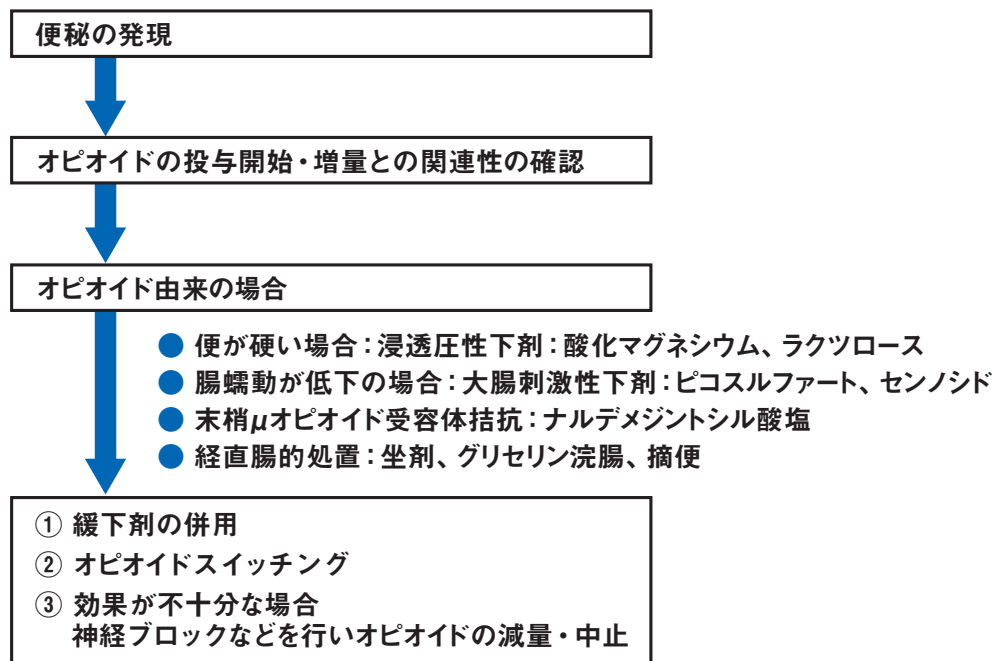 便秘の発現
オピオイドの投与開始・増量との関連性の確認
オピオイド由来の場合
● 便が硬い場合：浸透圧性下剤：酸化マグネシウム、ラクツロース
● 腸蠕動が低下の場合：大腸刺激性下剤：ピコスルファート、センノシド
● 末梢μオピオイド受容体拮抗：ナルデメジントシル酸塩
● 経直腸的処置：坐剤、グリセリン浣腸、摘便
① 緩下剤の併用
② オピオイドスイッチング
③ 効果が不十分な場合
神経ブロックなどを行いオピオイドの減量・中止